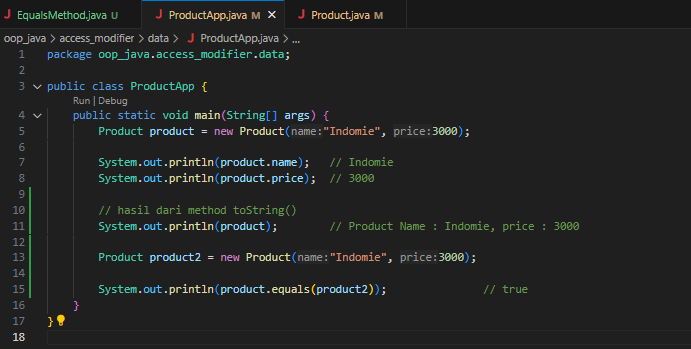 EqualsMethod.java U ProductApp.java M Product.java M
oop_java > access_modifier > data > ProductApp.java > ...
1 package oop_java.access_modifier.data;
2
3 public class ProductApp {
Run | Debug
4 public static void main(String[] args) {
5 Product product = new Product(name:"Indomie", price:3000);
6
7 System.out.println(product.name); // Indomie
8 System.out.println(product.price); // 3000
9
10 // hasil dari method toString()
11 System.out.println(product); // Product Name : Indomie, price : 3000
12
13 Product product2 = new Product(name:"Indomie", price:3000);
14
15 System.out.println(product.equals(product2)); // true
16 }
17 }
18